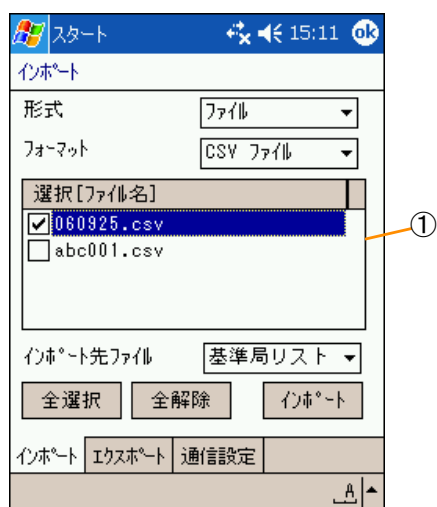 スタート 15:11 ok
インポート
形式 ファイル
フォーマット CSV ファイル
選択[ファイル名]
060925.csv
abc001.csv
①
インポート先ファイル 基準局リスト
全選択 全解除 インポート
インポート エクスポート 通信設定
A